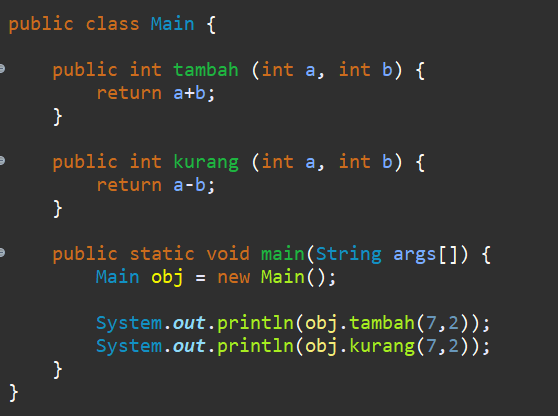 public class Main {
public int tambah (int a, int b) {
return a+b;
}
public int kurang (int a, int b) {
return a-b;
}
public static void main(String args[]) {
Main obj = new Main();
System.out.println(obj.tambah(7,2));
System.out.println(obj.kurang(7,2));
}
}